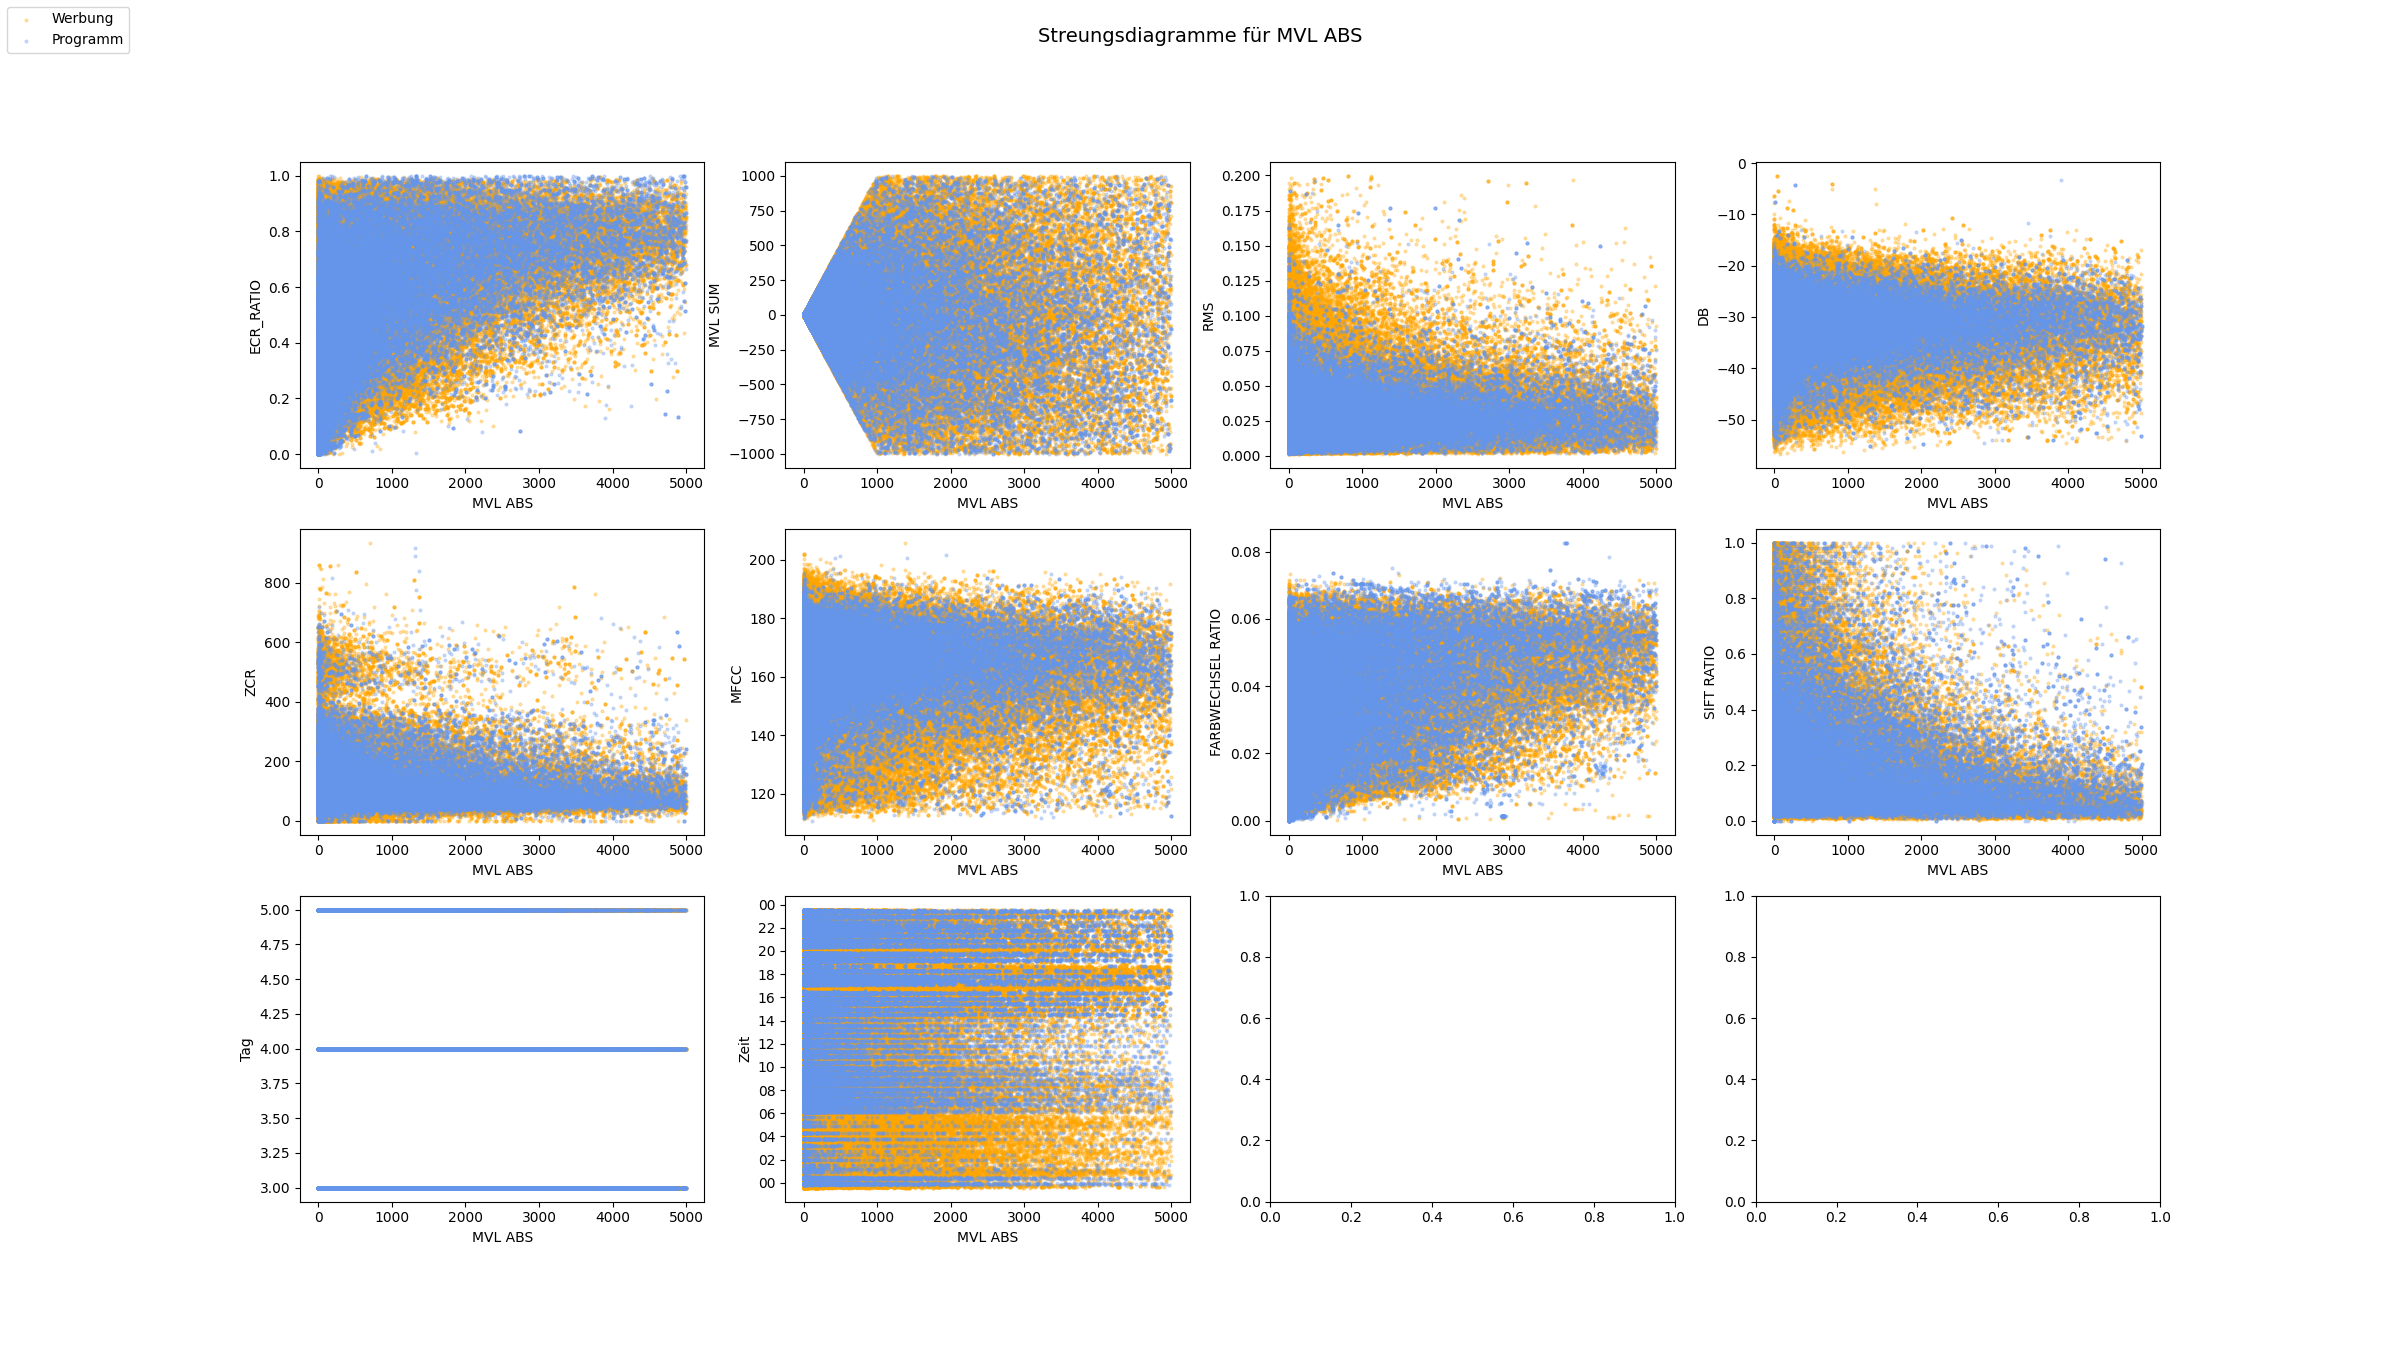 Werbung
Programm
Streungsdiagramme für MVL ABS
1.0
0.8
0.6
0.4
0.2
0.0
ECR_RATIO
0 1000 2000 3000 4000 5000
MVL ABS
1000
750
500
250
0
−250
−500
−750
−1000
MVL SUM
0 1000 2000 3000 4000 5000
MVL ABS
0.200
0.175
0.150
0.125
0.100
0.075
0.050
0.025
0.000
RMS
0 1000 2000 3000 4000 5000
MVL ABS
0
−10
−20
−30
−40
−50
DB
0 1000 2000 3000 4000 5000
MVL ABS
800
600
400
200
0
ZCR
0 1000 2000 3000 4000 5000
MVL ABS
200
180
160
140
120
MFCC
0 1000 2000 3000 4000 5000
MVL ABS
0.08
0.06
0.04
0.02
0.00
FARBWECHSEL RATIO
0 1000 2000 3000 4000 5000
MVL ABS
1.0
0.8
0.6
0.4
0.2
0.0
SIFT RATIO
0 1000 2000 3000 4000 5000
MVL ABS
5.00
4.75
4.50
4.25
4.00
3.75
3.50
3.25
3.00
Tag
0 1000 2000 3000 4000 5000
MVL ABS
00
22
20
18
16
14
12
10
08
06
04
02
00
Zeit
0 1000 2000 3000 4000 5000
MVL ABS
1.0
0.8
0.6
0.4
0.2
0.0
0.0 0.2 0.4 0.6 0.8 1.0
1.0
0.8
0.6
0.4
0.2
0.0
0.0 0.2 0.4 0.6 0.8 1.0